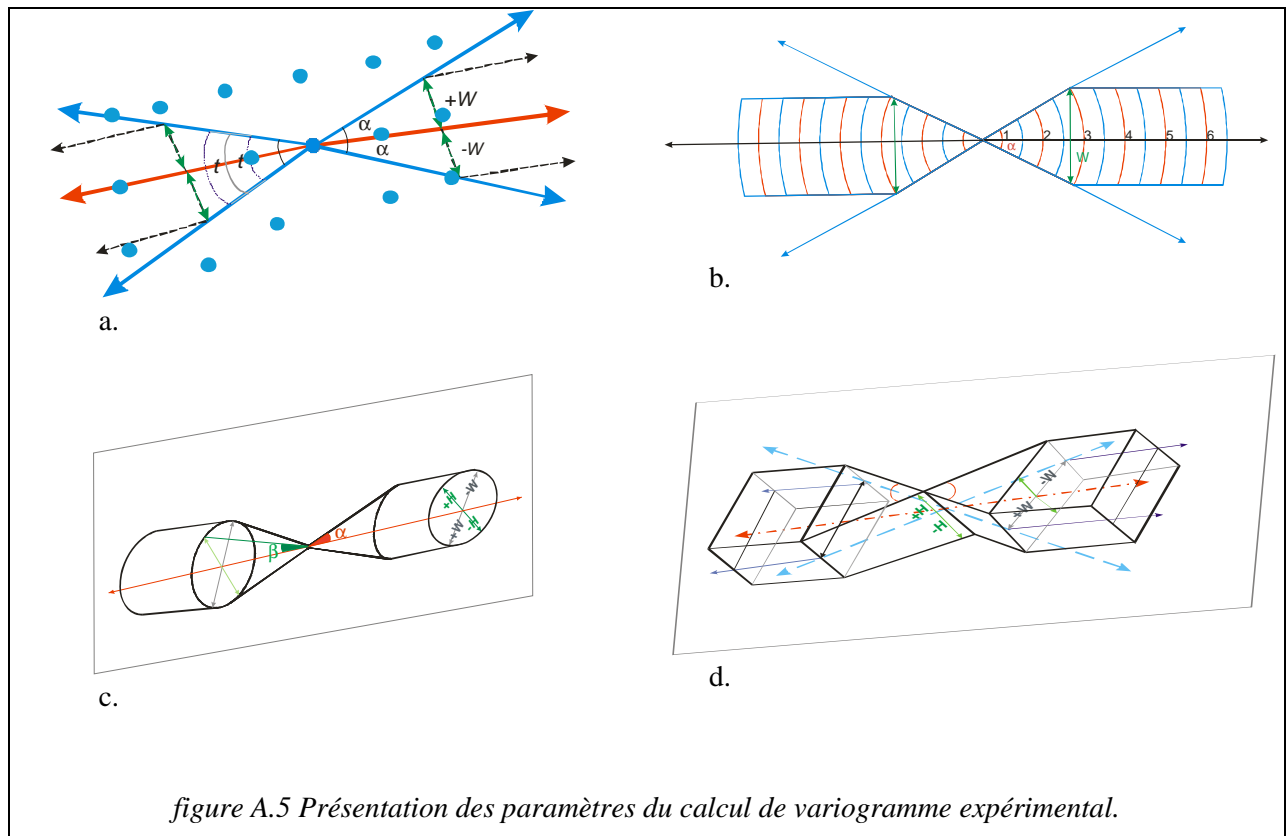 +W
α
α
-W
t
t
a.
1 2 3 4 5 6
α
W
b.
β
α
+H
-W
+W
-H
c.
+H
-H
-W
+W
d.
figure A.5 Présentation des paramètres du calcul de variogramme expérimental.